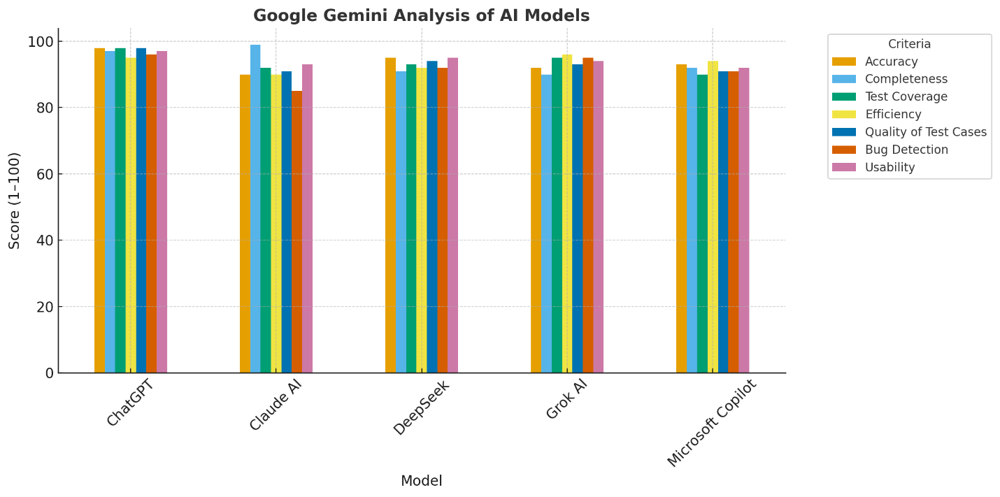 Google Gemini Analysis of AI Models
Score (1–100)
100
80
60
40
20
0
ChatGPT
Claude AI
DeepSeek
Grok AI
Microsoft Copilot
Model
Criteria
Accuracy
Completeness
Test Coverage
Efficiency
Quality of Test Cases
Bug Detection
Usability